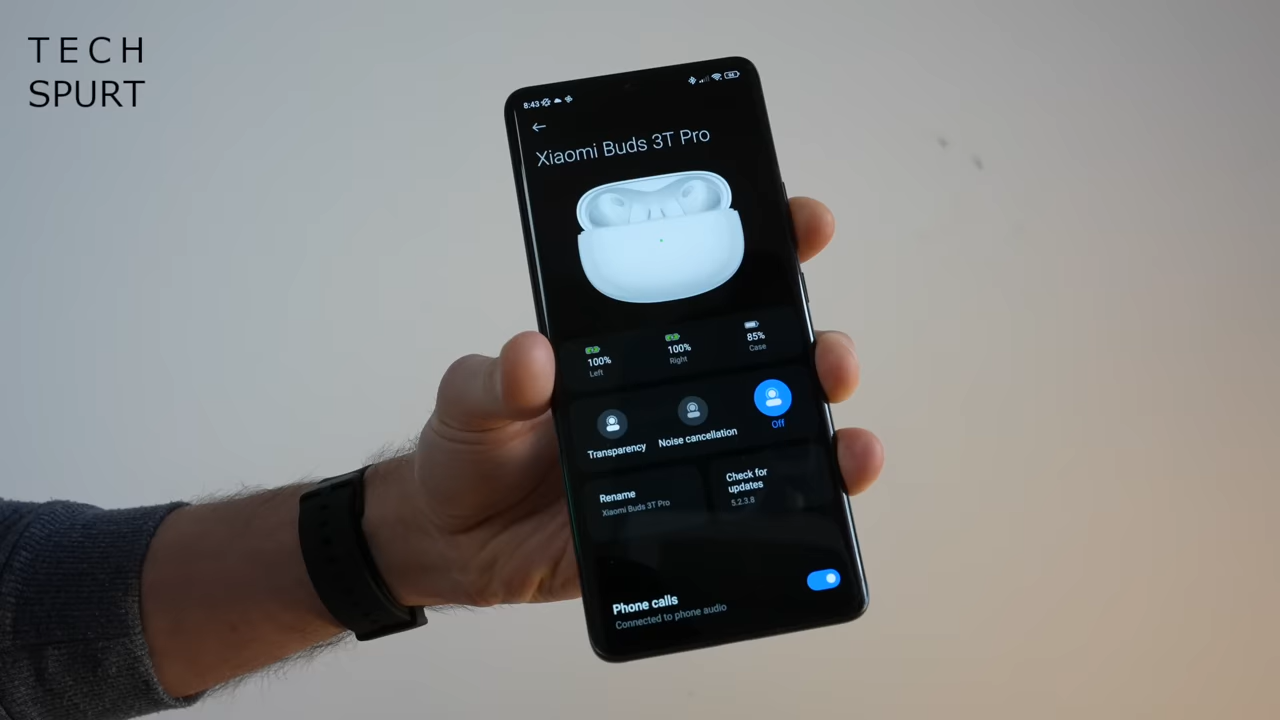 TECH
SPURT
8:43
94
Xiaomi Buds 3T Pro
100%
Left
100%
Right
85%
Case
Transparency
Noise cancellation
Off
Rename
Xiaomi Buds 3T Pro
Check for
updates
5.2.3.8
Phone calls
Connected to phone audio